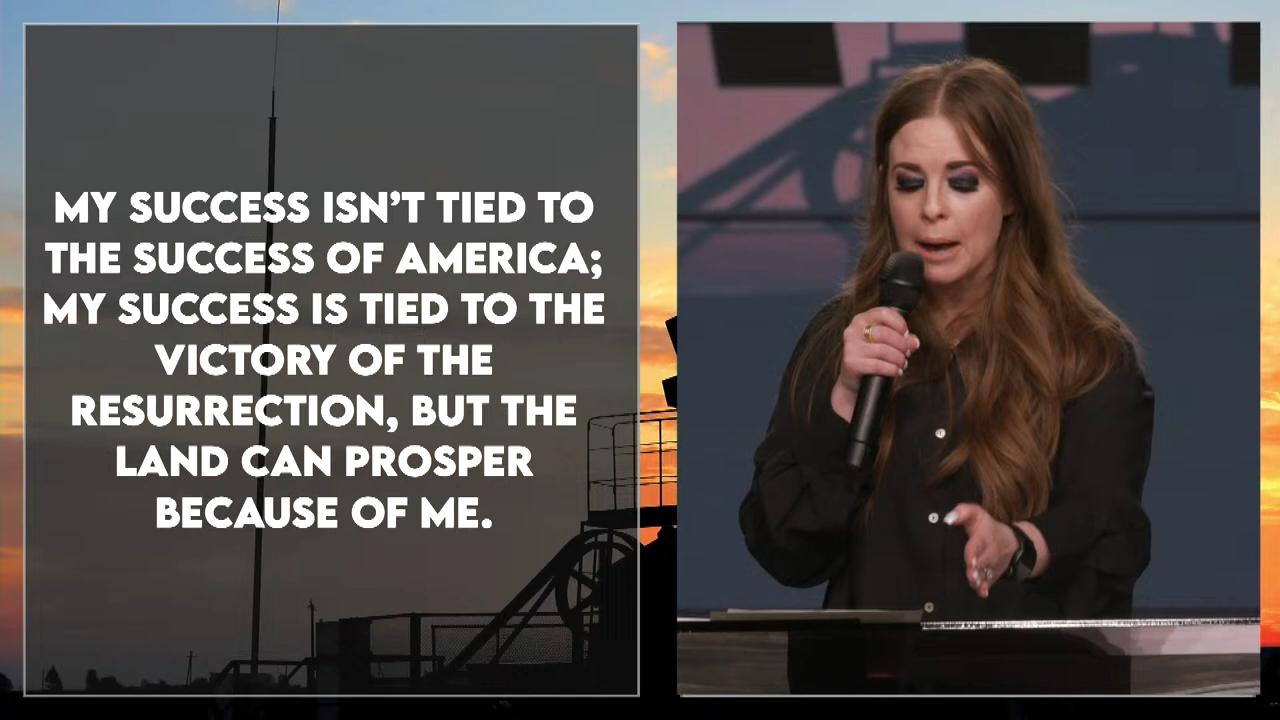 MY SUCCESS ISN'T TIED TO
THE SUCCESS OF AMERICA;
MY SUCCESS IS TIED TO THE
VICTORY OF THE
RESURRECTION, BUT THE
LAND CAN PROSPER
BECAUSE OF ME.